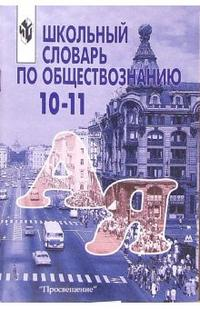 ШКОЛЬНЫЙ
СЛОВАРЬ
ПО ОБЩЕСТВОЗНАНИЮ
10-11
А
Я
"Просвещение"